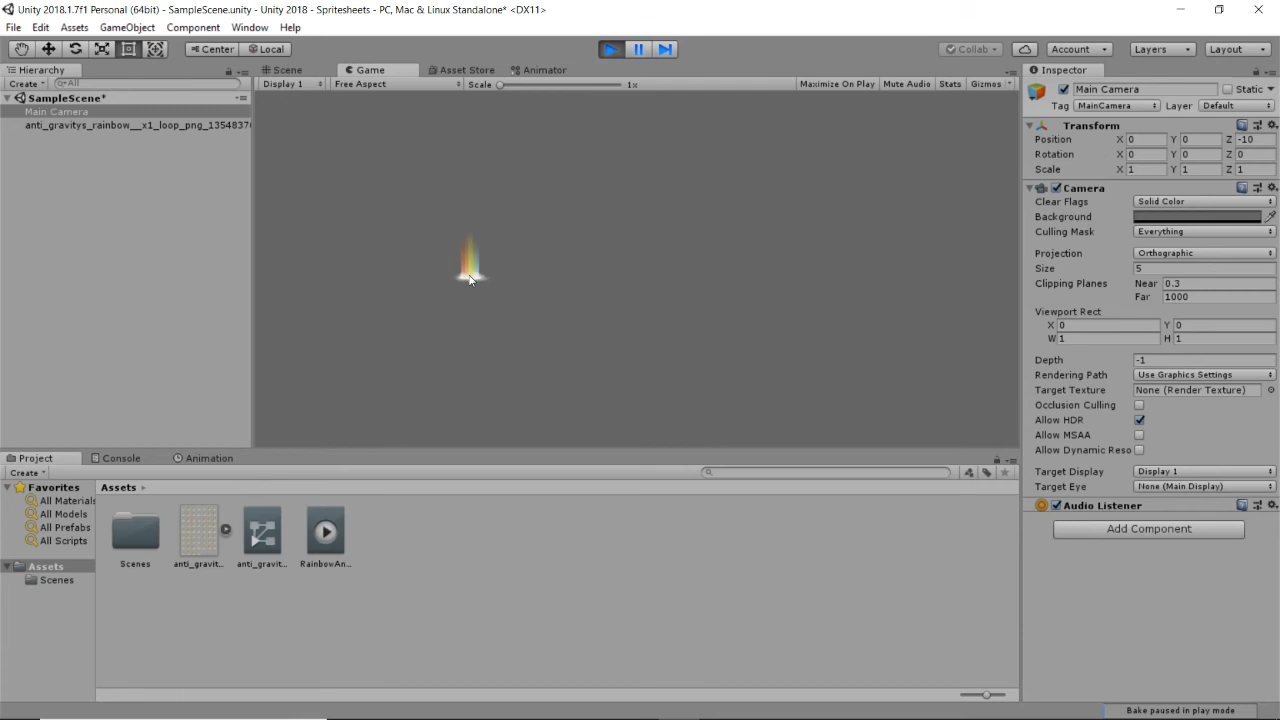 Unity 2018.1.7f1 Personal (64bit) - SampleScene.unity - Unity 2018 - Spritesheets - PC, Mac & Linux Standalone* <DX11>
File Edit Assets GameObject Component Window Help
Center Local Collab Account Layers Layout
Hierarchy Scene Game Asset Store Animator Inspector
Create All Display 1 Free Aspect Scale 1x Maximize On Play Mute Audio Stats Gizmos
Main Camera Static
SampleScene*
Tag MainCamera Layer Default
Main Camera
anti_gravitys_rainbow__x1_loop_png_1354837
Transform
Position X 0 Y 0 Z -10
Rotation X 0 Y 0 Z 0
Scale X 1 Y 1 Z 1
Camera
Clear Flags Solid Color
Background
Culling Mask Everything
Projection Orthographic
Size 5
Clipping Planes Near 0.3
Far 1000
Viewport Rect
X 0 Y 0
W 1 H 1
Depth -1
Rendering Path Use Graphics Settings
Target Texture None (Render Texture)
Occlusion Culling
Allow HDR
Allow MSAA
Allow Dynamic Reso
Target Display Display 1
Target Eye None (Main Display)
Audio Listener
Add Component
Project Console Animation
Create
Favorites
All Materials
All Models
All Prefabs
All Scripts
Assets
Scenes
Assets
Scenes anti_gravit... anti_gravit... RainbowAn...
Bake paused in play mode